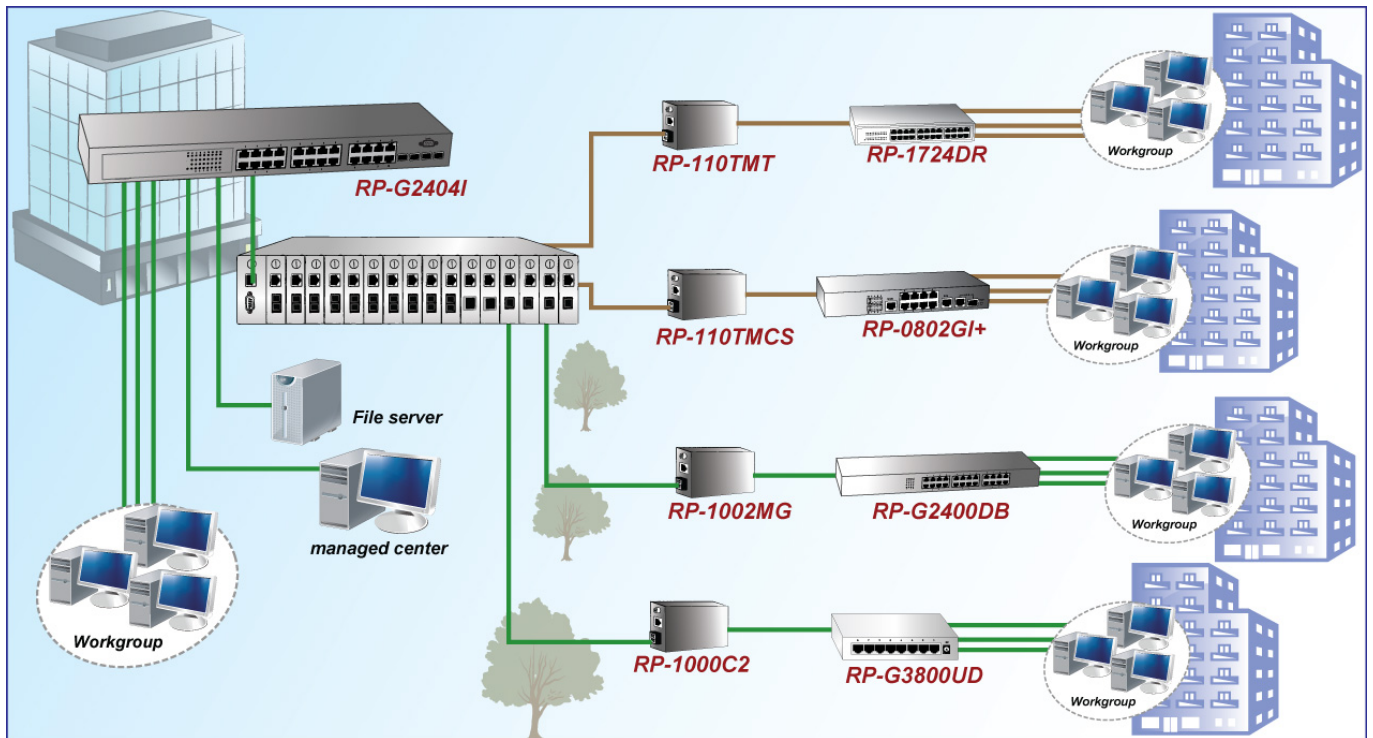 RP-G2404I
RP-110TMT
RP-1724DR
Workgroup
RP-110TMCS
RP-0802GI+
Workgroup
File server
managed center
Workgroup
RP-1002MG
RP-G2400DB
Workgroup
RP-1000C2
RP-G3800UD
Workgroup